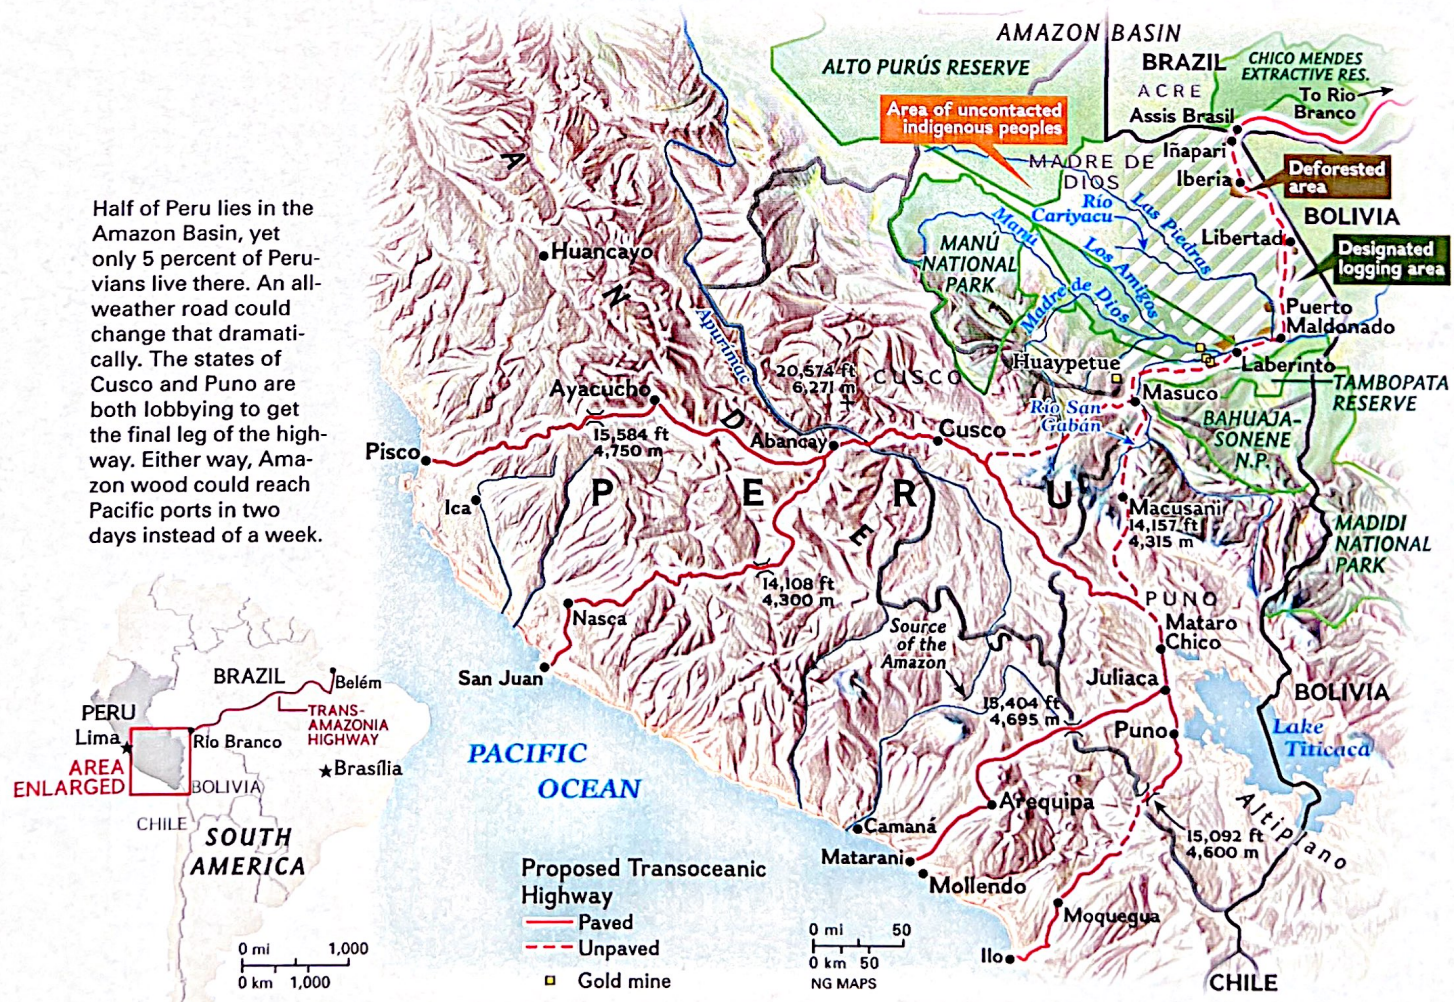 AMAZON BASIN
BRAZIL
ALTO PURÚS RESERVE
CHICO MENDES
EXTRACTIVE RES.
ACRE
To Rio
Branco
Area of uncontacted
indigenous peoples
Assis Brasil
Iñapari
MADRE DE
DIOS
Iberia
Deforested
area
Río
Cariyacu
Las Piedras
BOLIVIA
Manú
Libertad
Designated
logging area
MANÚ
NATIONAL
PARK
Los Amigos
Madre de Dios
Puerto
Maldonado
Half of Peru lies in the
Amazon Basin, yet
only 5 percent of Peru-
vians live there. An all-
weather road could
change that dramati-
cally. The states of
Cusco and Puno are
both lobbying to get
the final leg of the high-
way. Either way, Ama-
zon wood could reach
Pacific ports in two
days instead of a week.
ANDE
Huancayo
Apurímac
20,574 ft
6,271 m
CUSCO
Huaypetue
Laberinto
TAMBOPATA
RESERVE
Ayacucho
Masuco
Río San
Gabán
BAHUAJA-
SONENE
N.P.
15,584 ft
4,750 m
Abancay
Cusco
Pisco
Ica
PERU
Macusani
14,157 ft
4,315 m
MADIDI
NATIONAL
PARK
14,108 ft
4,300 m
Nasca
PUNO
Mataro
Chico
Source
of the
Amazon
San Juan
Juliaca
BOLIVIA
15,404 ft
4,695 m
Puno
Lake
Titicaca
PACIFIC
OCEAN
Arequipa
Altiplano
15,092 ft
4,600 m
Camaná
Matarani
Mollendo
Moquegua
Ilo
CHILE
BRAZIL
Belém
TRANS-
AMAZONIA
HIGHWAY
PERU
Lima
Rio Branco
AREA
ENLARGED
Brasília
BOLIVIA
CHILE
SOUTH
AMERICA
0 mi 1,000
0 km 1,000
Proposed Transoceanic
Highway
Paved
Unpaved
Gold mine
0 mi 50
0 km 50
NG MAPS